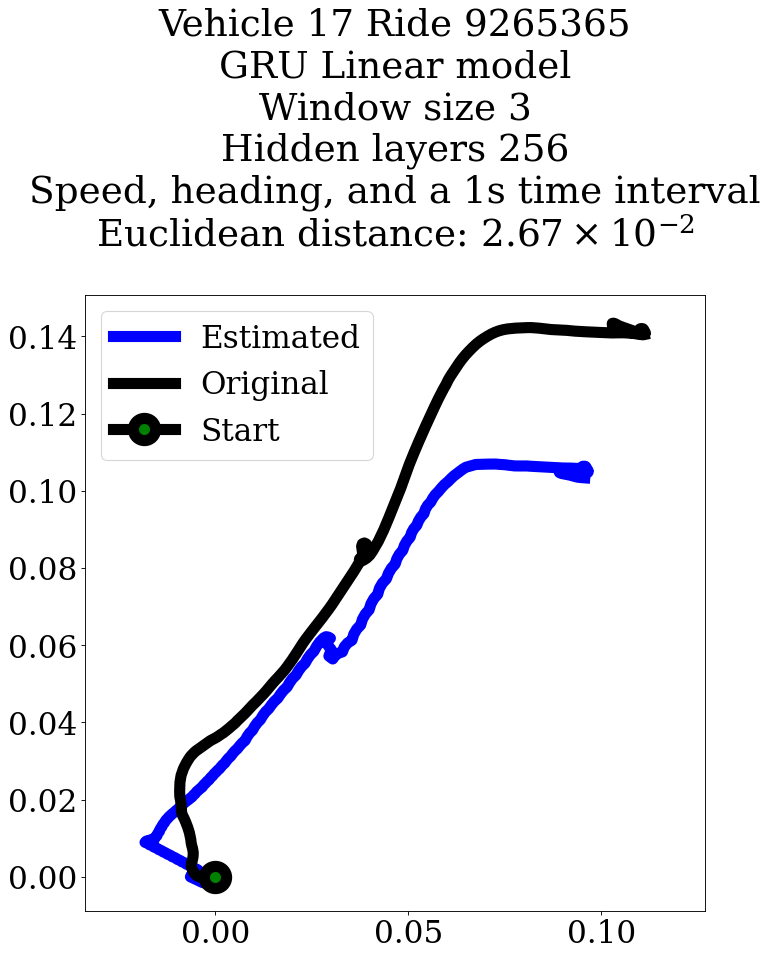 Vehicle 17 Ride 9265365
GRU Linear model
Window size 3
Hidden layers 256
Speed, heading, and a 1s time interval
Euclidean distance: 2.67 × 10⁻²
Estimated
Original
Start
0.14
0.12
0.10
0.08
0.06
0.04
0.02
0.00
0.00 0.05 0.10